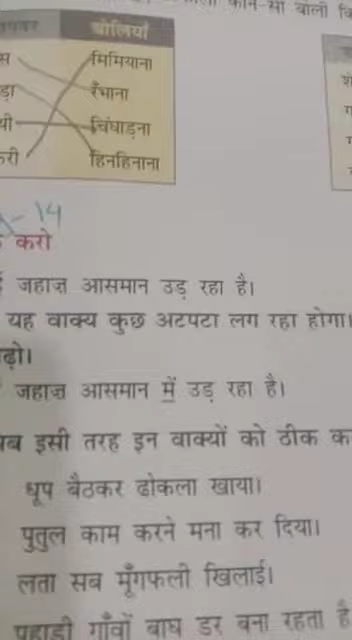 कौन-सी बोली
बोलियाँ
मिमियाना
रँभाना
चिंघाड़ना
हिनहिनाना
14
करो
जहाज़ आसमान उड़ रहा है।
यह वाक्य कुछ अटपटा लग रहा होगा।
जहाज़ आसमान में उड़ रहा है।
इसी तरह इन वाक्यों को ठीक
धूप बैठकर ढोकला खाया।
पुतुल काम करने मना कर दिया।
लता सब मूँगफली खिलाई।
पहाड़ी गाँवों बाघ डर बना रहता है